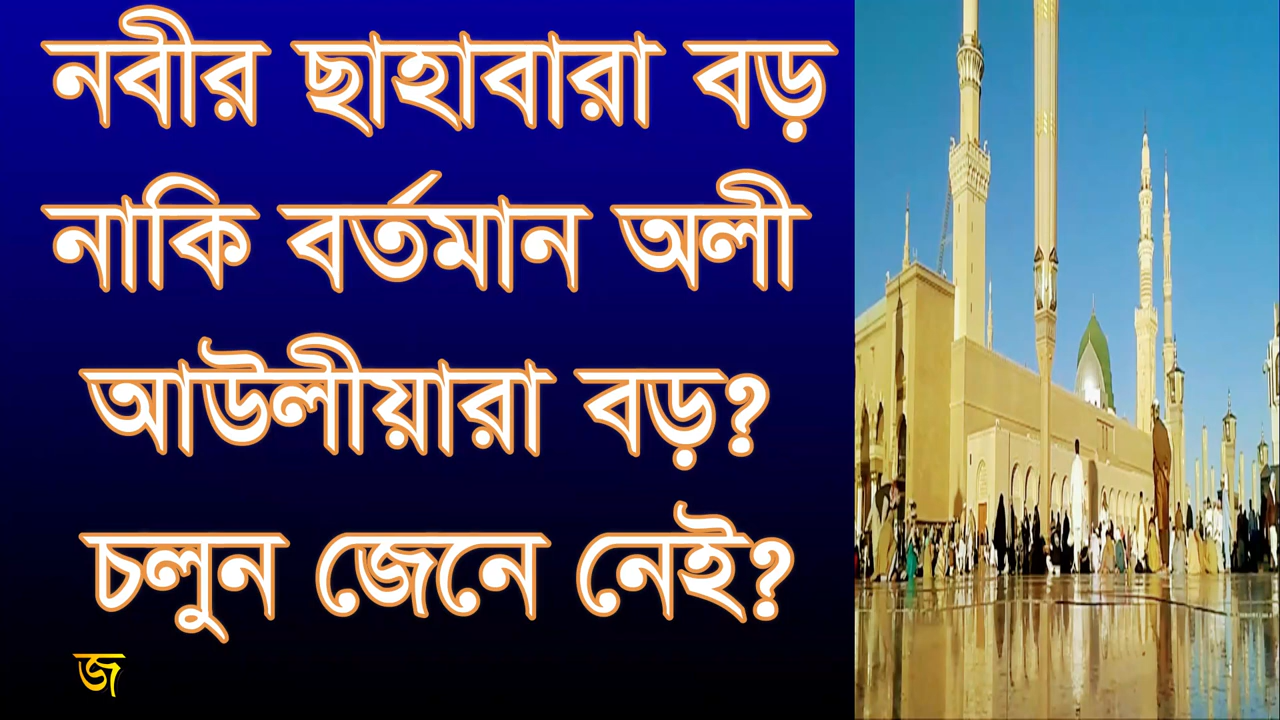 নবীর ছাহাবারা বড়
নাকি বর্তমান অলী
আউলীয়ারা বড়?
চলুন জেনে নেই?
জ